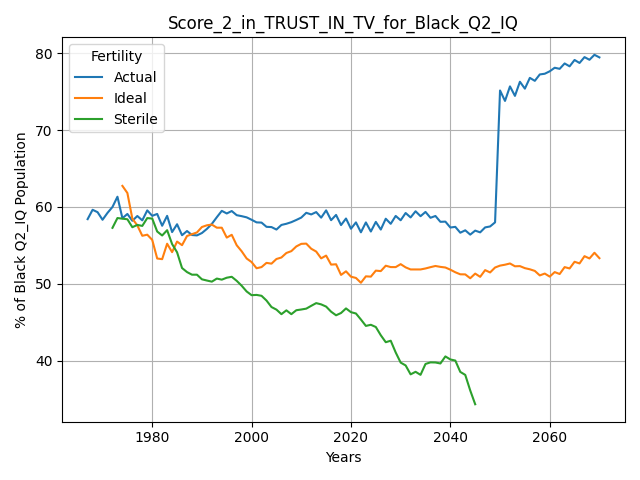 Score_2_in_TRUST_IN_TV_for_Black_Q2_IQ
Fertility
Actual
Ideal
Sterile
% of Black Q2_IQ Population
80
70
60
50
40
1980
2000
2020
2040
2060
Years